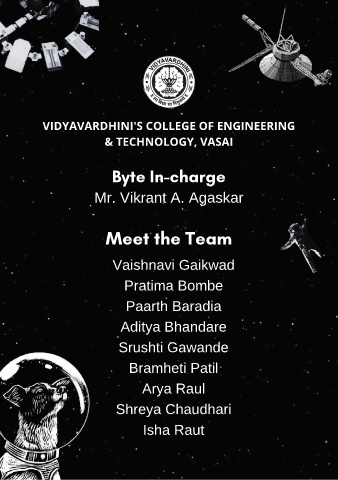 VIDYAVARDHINI'S
VIDYAVARDHINI'S COLLEGE OF ENGINEERING
& TECHNOLOGY, VASAI
Byte In-charge
Mr. Vikrant A. Agaskar
Meet the Team
Vaishnavi Gaikwad
Pratima Bombe
Paarth Baradia
Aditya Bhandare
Srushti Gawande
Bramheti Patil
Arya Raul
Shreya Chaudhari
Isha Raut